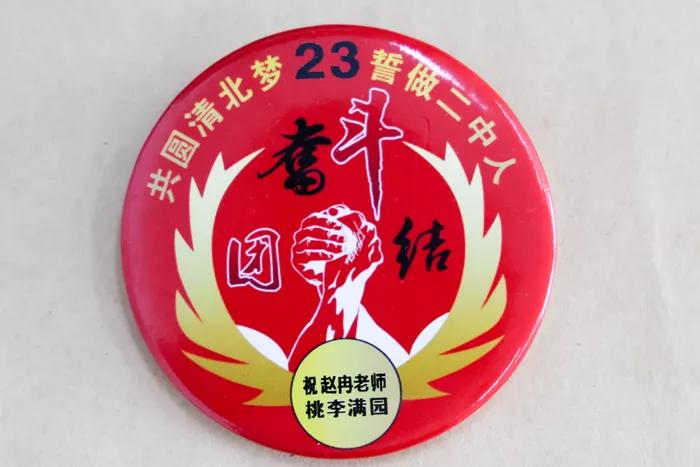 共圆清北梦 23 誓做二中人
奋斗
团结
祝赵冉老师
桃李满园